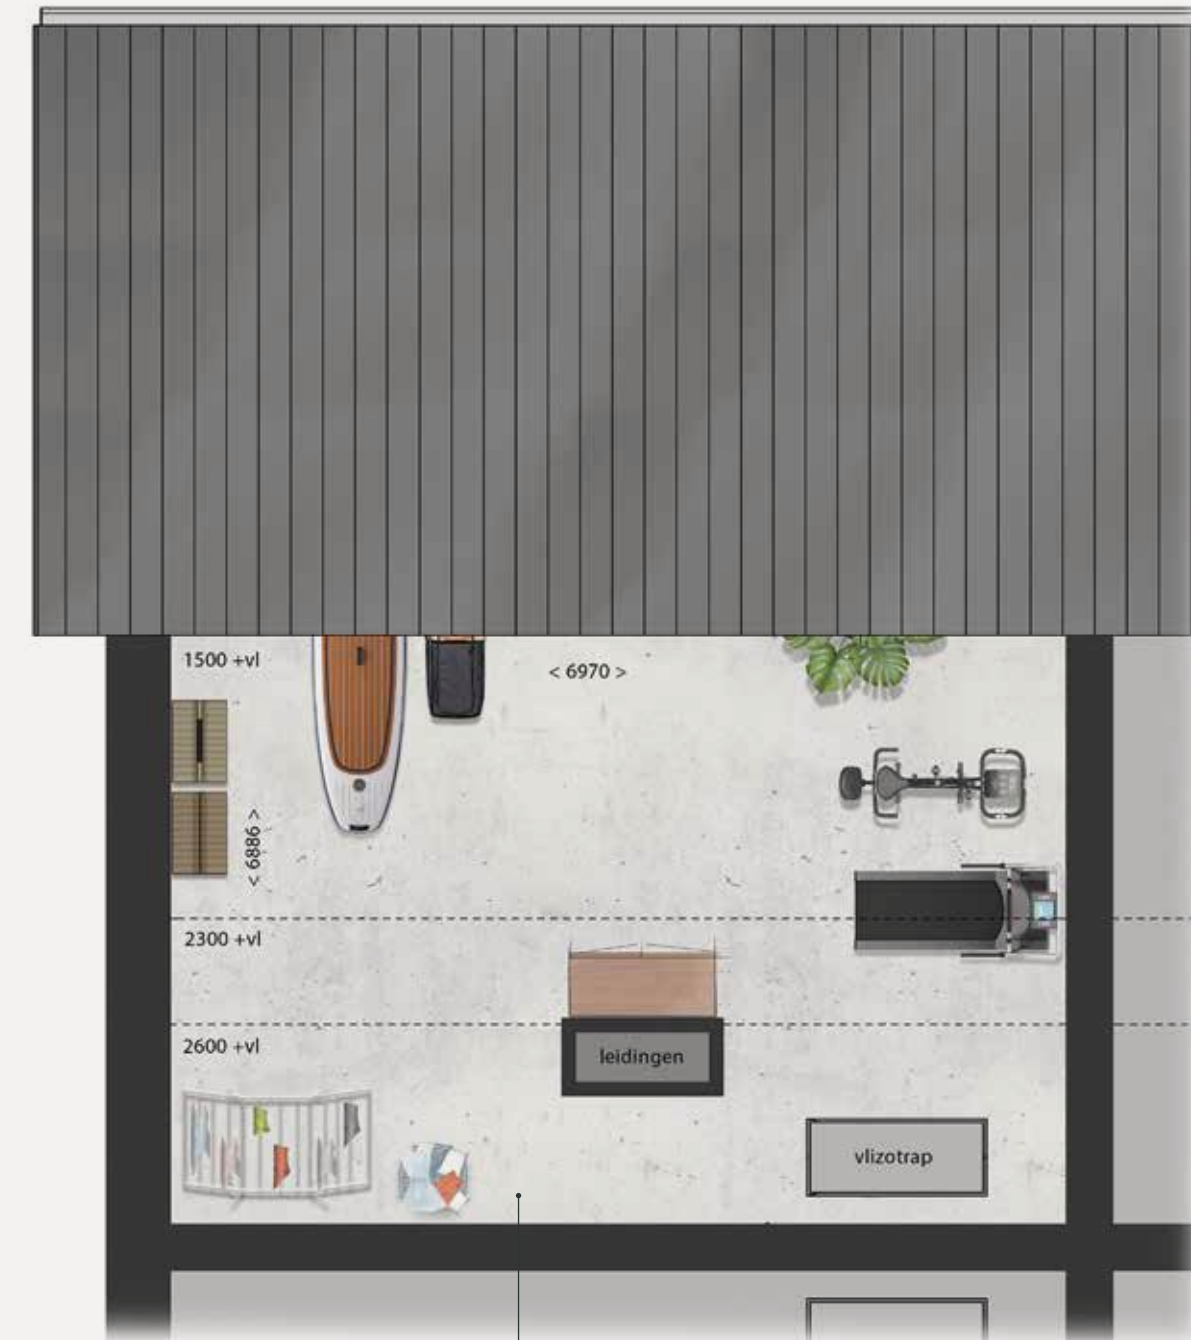 1500 +vl
< 6970 >
< 6886 >
2300 +vl
2600 +vl
leidingen
vlizotrap